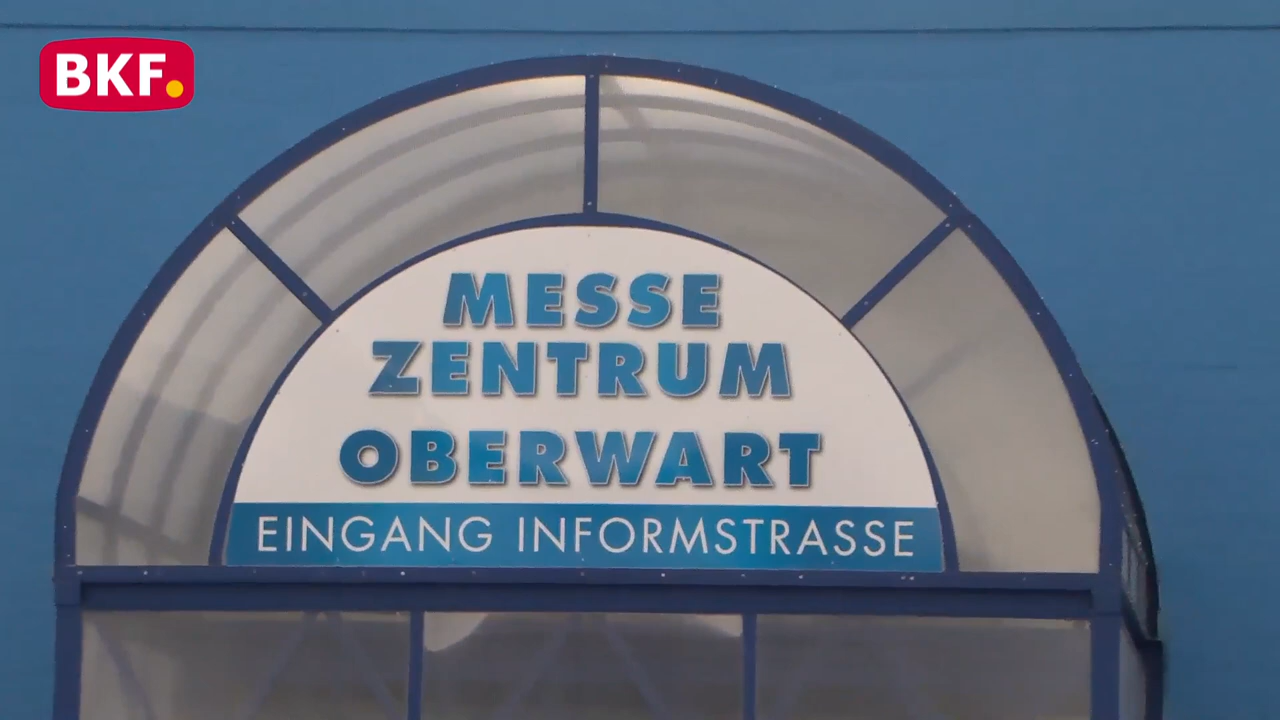 BKF.
MESSE
ZENTRUM
OBERWART
EINGANG INFORMSTRASSE